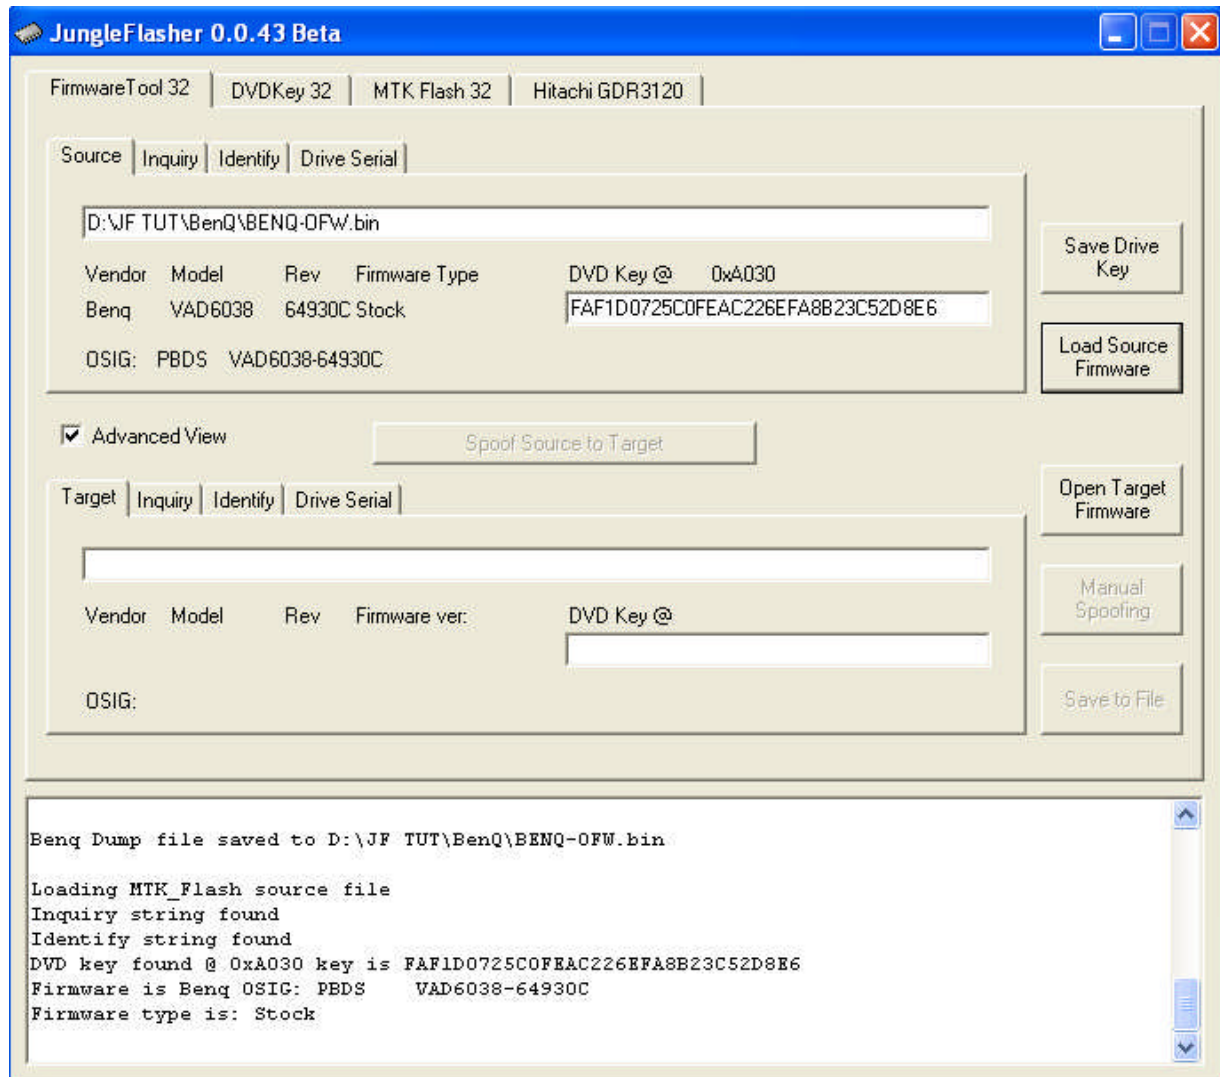 JungleFlasher 0.0.43 Beta
FirmwareTool 32 DVDKey 32 MTK Flash 32 Hitachi GDR3120
Source Inquiry Identify Drive Serial
D:\JF TUT\BenQ\BENQ-OFW.bin
Vendor Model Rev Firmware Type DVD Key @ 0xA030
Benq VAD6038 64930C Stock FAF1D0725C0FEAC226EFA8B23C52D8E6
OSIG: PBDS VAD6038-64930C
Save Drive
Key
Load Source
Firmware
Advanced View
Spoof Source to Target
Target Inquiry Identify Drive Serial
Vendor Model Rev Firmware ver: DVD Key @
OSIG:
Open Target
Firmware
Manual
Spoofing
Save to File
Benq Dump file saved to D:\JF TUT\BenQ\BENQ-OFW.bin
Loading MTK_Flash source file
Inquiry string found
Identify string found
DVD key found @ 0xA030 key is FAF1D0725C0FEAC226EFA8B23C52D8E6
Firmware is Benq OSIG: PBDS VAD6038-64930C
Firmware type is: Stock